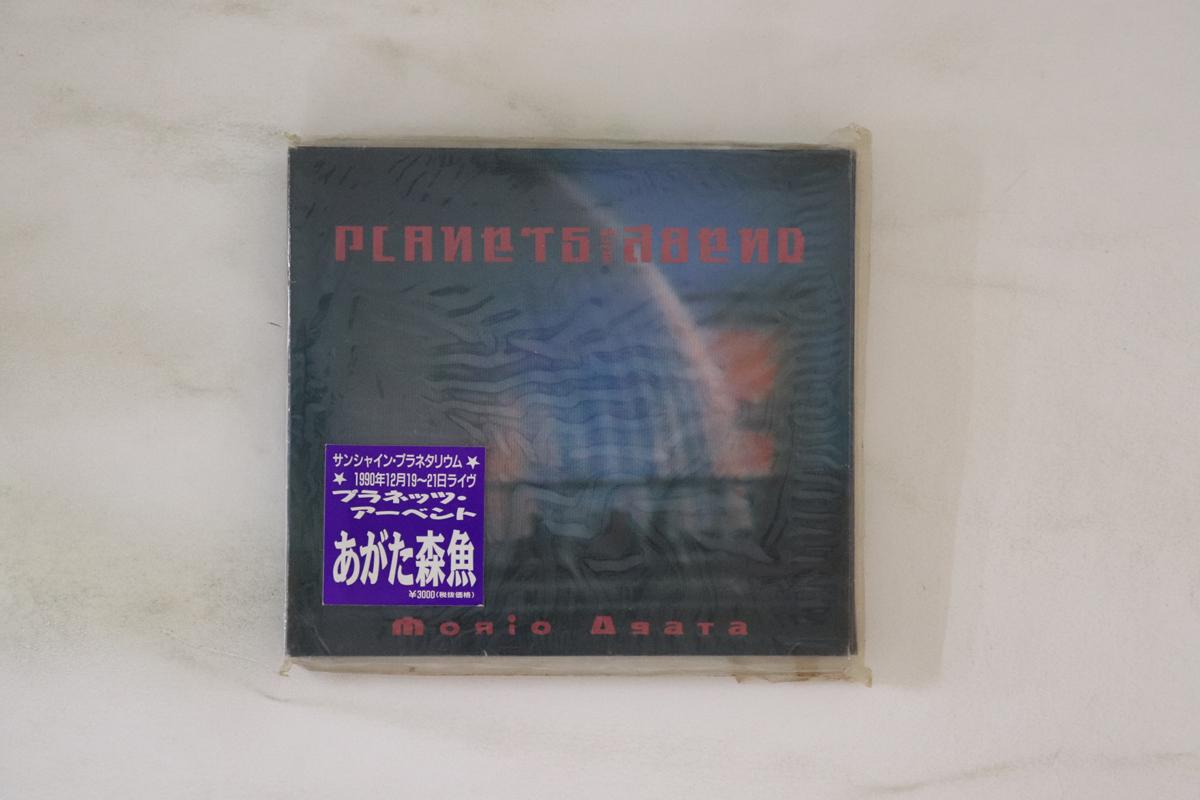 PLANETS ABEND
サンシャイン・プラネタリウム★
★ 1990年12月19〜21日ライヴ
プラネッツ・
アーベント
あがた森魚
¥3000(税抜価格)
Morio Agata